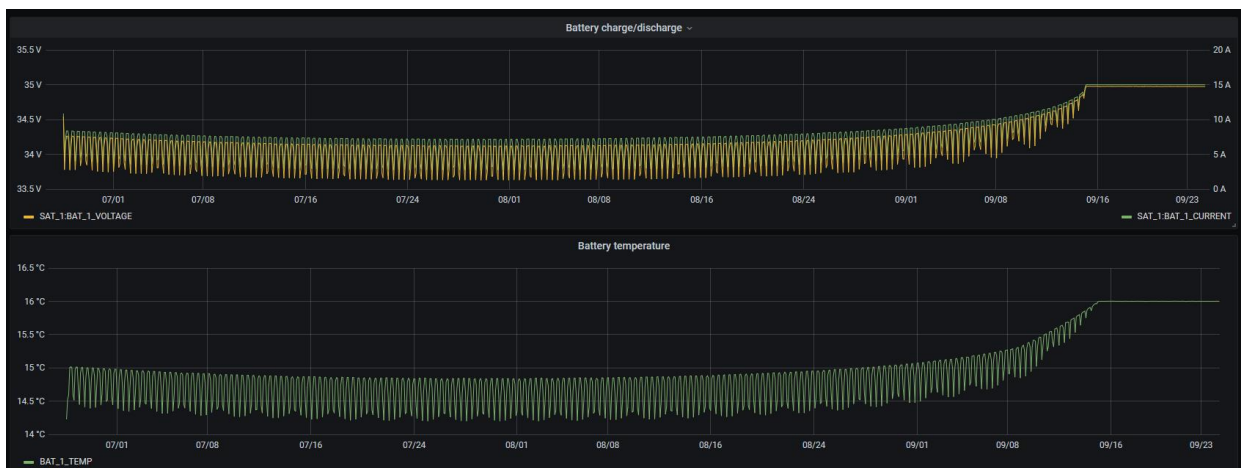 Battery charge/discharge
35.5 V 20 A
35 V 15 A
34.5 V 10 A
34 V 5 A
33.5 V 0 A
07/01 07/08 07/16 07/24 08/01 08/08 08/16 08/24 09/01 09/08 09/16 09/23
SAT_1:BAT_1_VOLTAGE SAT_1:BAT_1_CURRENT
Battery temperature
16.5 °C
16 °C
15.5 °C
15 °C
14.5 °C
14 °C
07/01 07/08 07/16 07/24 08/01 08/08 08/16 08/24 09/01 09/08 09/16 09/23
BAT_1_TEMP